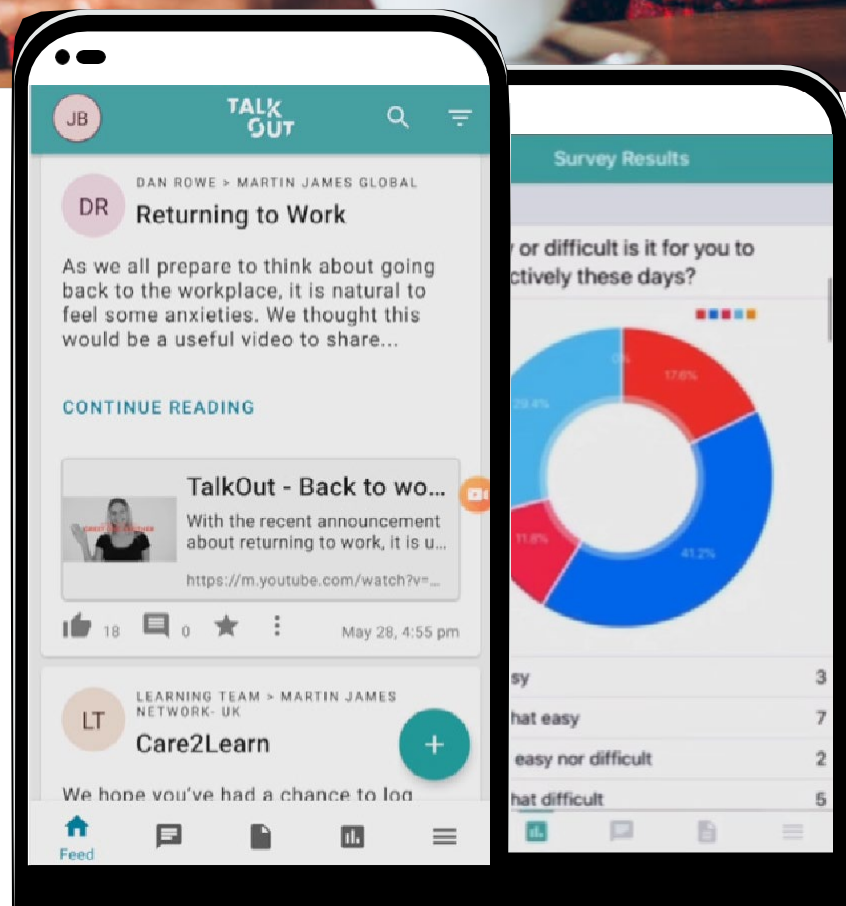 JB
TALK
OUT
DR
DAN ROWE > MARTIN JAMES GLOBAL
Returning to Work
As we all prepare to think about going
back to the workplace, it is natural to
feel some anxieties. We thought this
would be a useful video to share...
CONTINUE READING
TalkOut - Back to wo...
With the recent announcement
about returning to work, it is u...
https://m.youtube.com/watch?v=...
18
0
May 28, 4:55 pm
LT
LEARNING TEAM > MARTIN JAMES
NETWORK- UK
Care2Learn
We hope you've had a chance to log
Feed
Survey Results
or difficult is it for you to
ctively these days?
0%
17.6%
29.4%
11.8%
41.2%
sy 3
hat easy 7
easy nor difficult 2
hat difficult 5